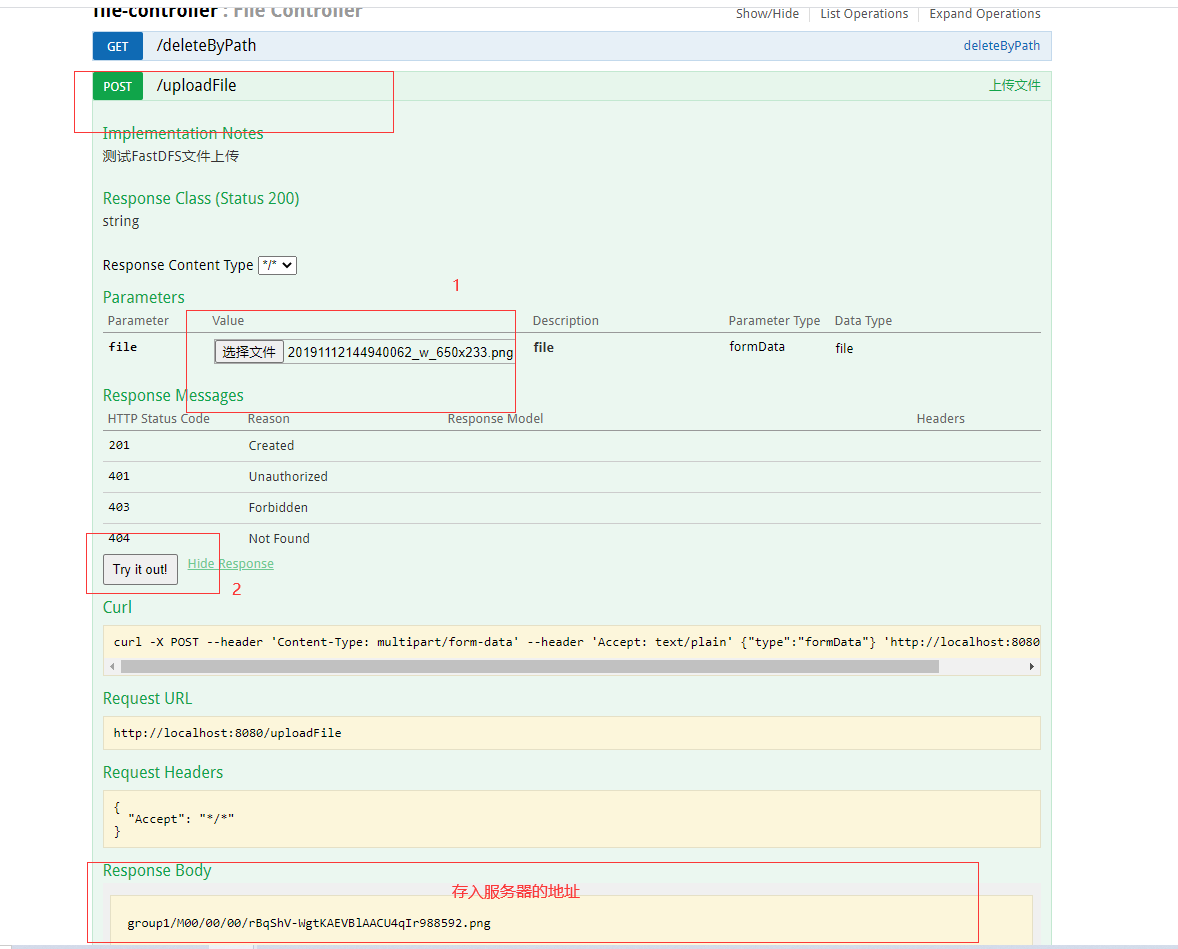 file-controller : File Controller
Show/Hide List Operations Expand Operations
GET /deleteByPath deleteByPath
POST /uploadFile 上传文件
Implementation Notes
测试FastDFS文件上传
Response Class (Status 200)
string
Response Content Type */*
1
Parameters
Parameter Value Description Parameter Type Data Type
file 选择文件 20191112144940062_w_650x233.png file formData file
Response Messages
HTTP Status Code Reason Response Model Headers
201 Created
401 Unauthorized
403 Forbidden
404 Not Found
Try it out! Hide Response
2
Curl
curl -X POST --header 'Content-Type: multipart/form-data' --header 'Accept: text/plain' {"type":"formData"} 'http://localhost:8080
Request URL
http://localhost:8080/uploadFile
Request Headers
{
"Accept": "*/*"
}
Response Body
存入服务器的地址
group1/M00/00/00/rBqShV-WgtKAEVBlAACU4qIr988592.png